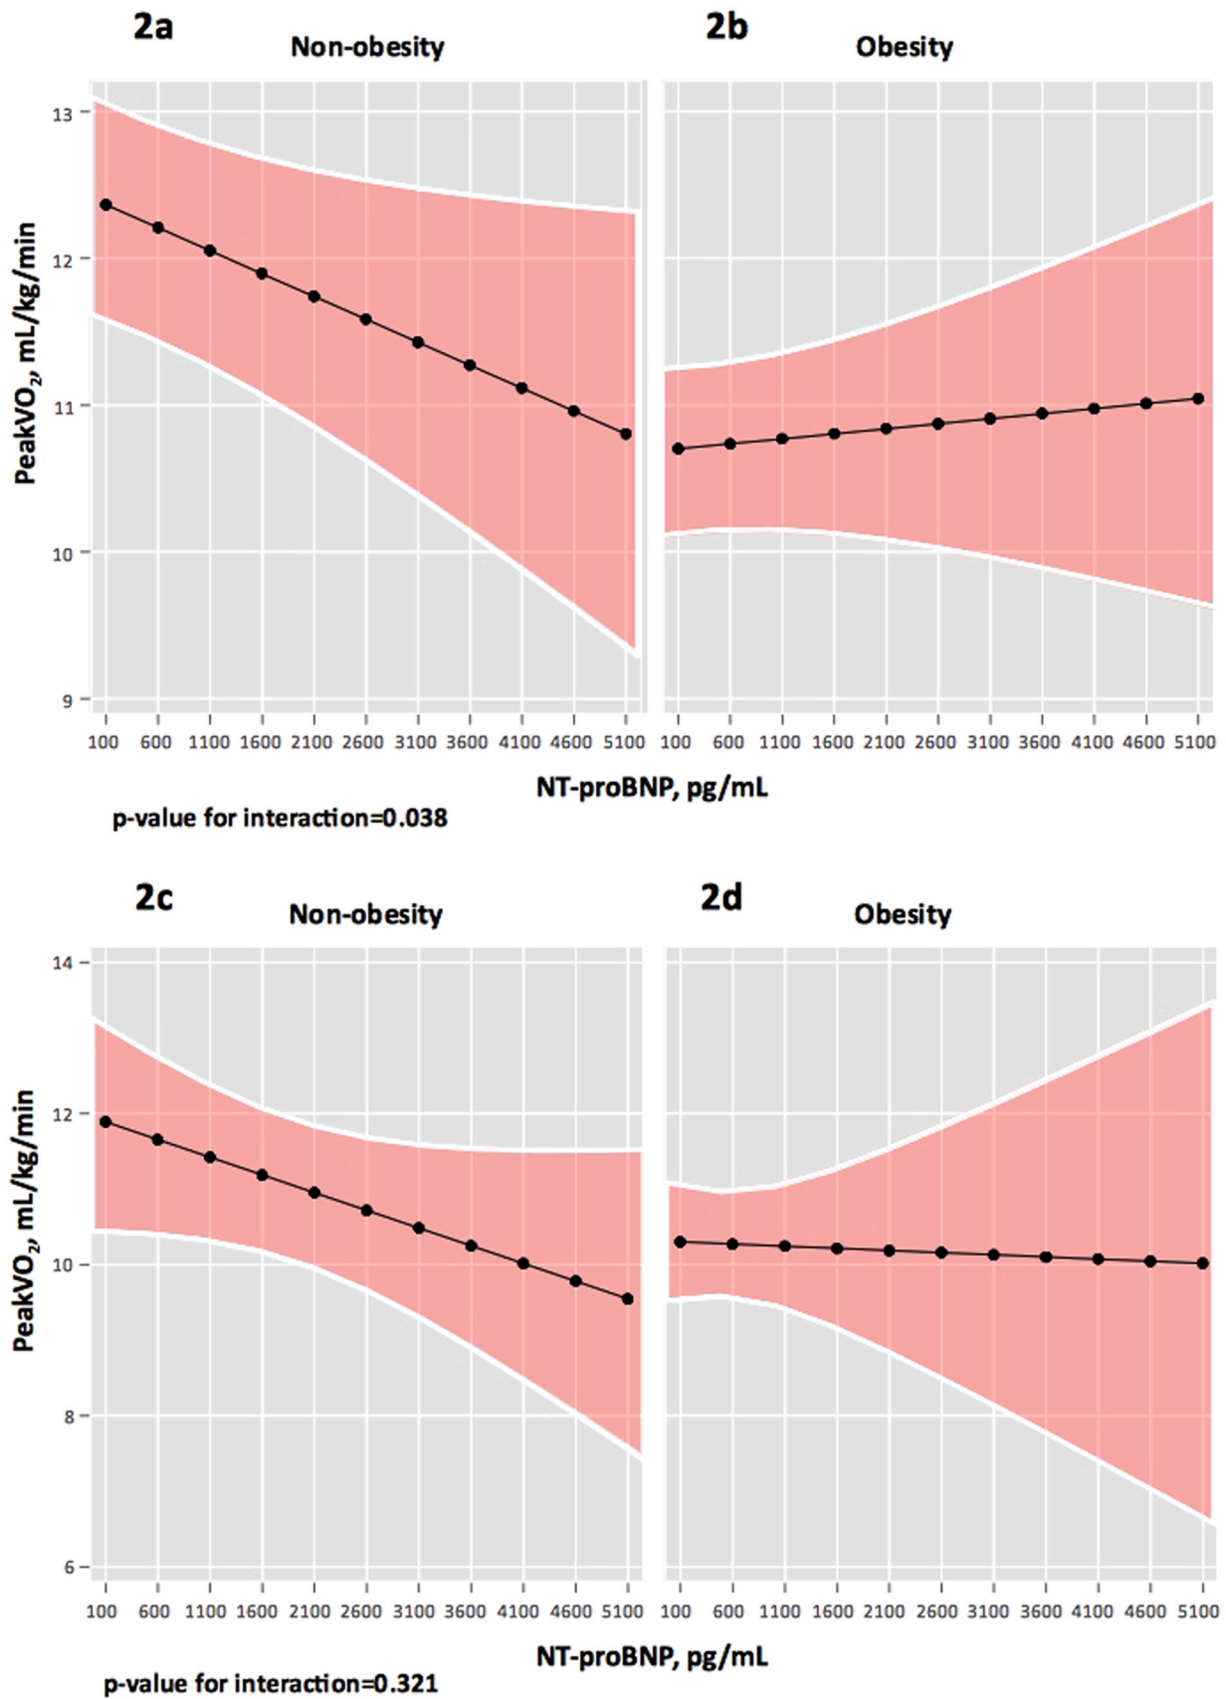 2a
Non-obesity
2b
Obesity
PeakVO₂, mL/kg/min
13
12
11
10
9
100 600 1100 1600 2100 2600 3100 3600 4100 4600 5100
100 600 1100 1600 2100 2600 3100 3600 4100 4600 5100
NT-proBNP, pg/mL
p-value for interaction=0.038
2c
Non-obesity
2d
Obesity
PeakVO₂, mL/kg/min
14
12
10
8
6
100 600 1100 1600 2100 2600 3100 3600 4100 4600 5100
100 600 1100 1600 2100 2600 3100 3600 4100 4600 5100
NT-proBNP, pg/mL
p-value for interaction=0.321